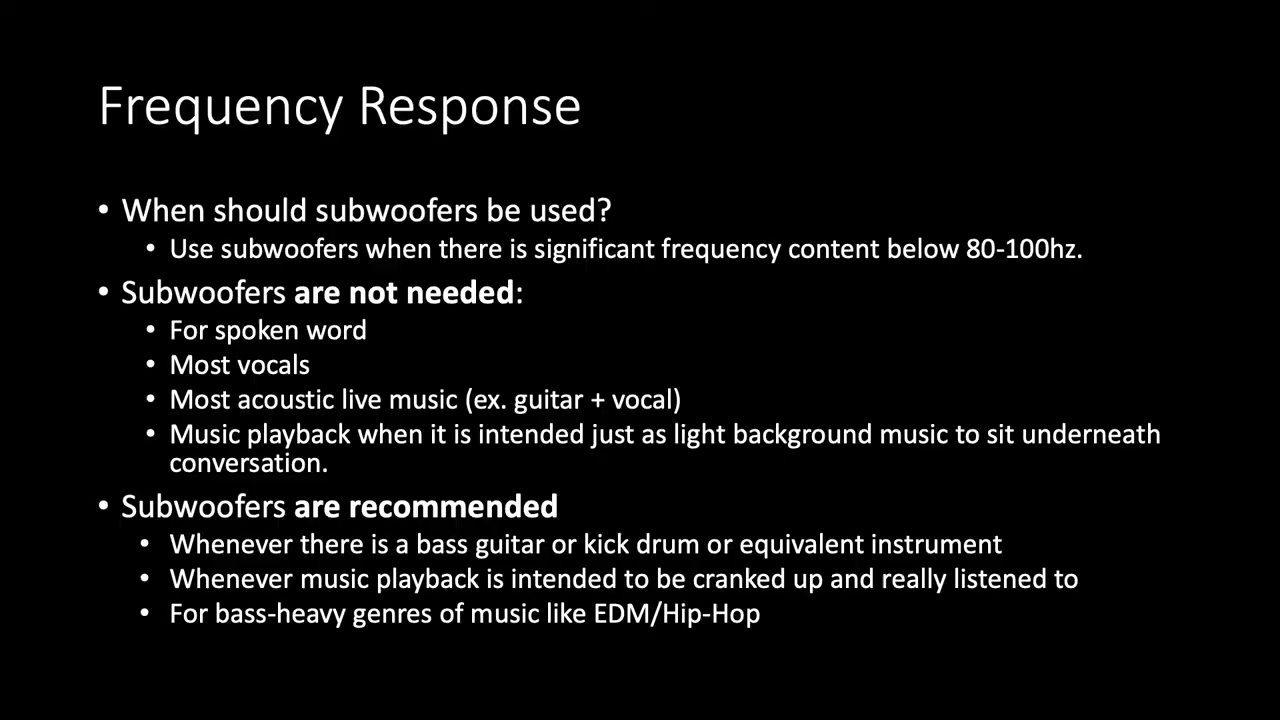 Frequency Response
• When should subwoofers be used?
• Use subwoofers when there is significant frequency content below 80-100hz.
• Subwoofers are not needed:
• For spoken word
• Most vocals
• Most acoustic live music (ex. guitar + vocal)
• Music playback when it is intended just as light background music to sit underneath
conversation.
• Subwoofers are recommended
• Whenever there is a bass guitar or kick drum or equivalent instrument
• Whenever music playback is intended to be cranked up and really listened to
• For bass-heavy genres of music like EDM/Hip-Hop